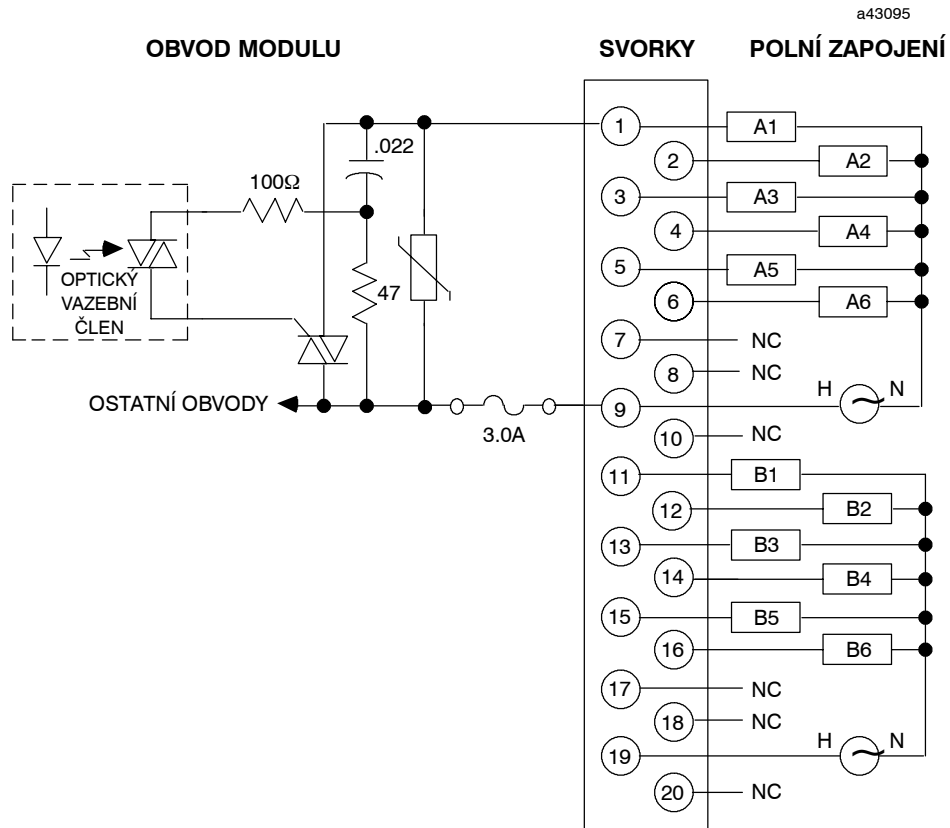 a43095
OBVOD MODULU
SVORKY
POLNÍ ZAPOJENÍ
1
A1
.022
2
A2
100Ω
3
A3
4
A4
OPTICKÝ
VAZEBNÍ
ČLEN
5
A5
47
6
A6
7
NC
8
NC
OSTATNÍ OBVODY
3.0A
9
H
~
N
10
NC
11
B1
12
B2
13
B3
14
B4
15
B5
16
B6
17
NC
18
NC
19
H
~
N
20
NC